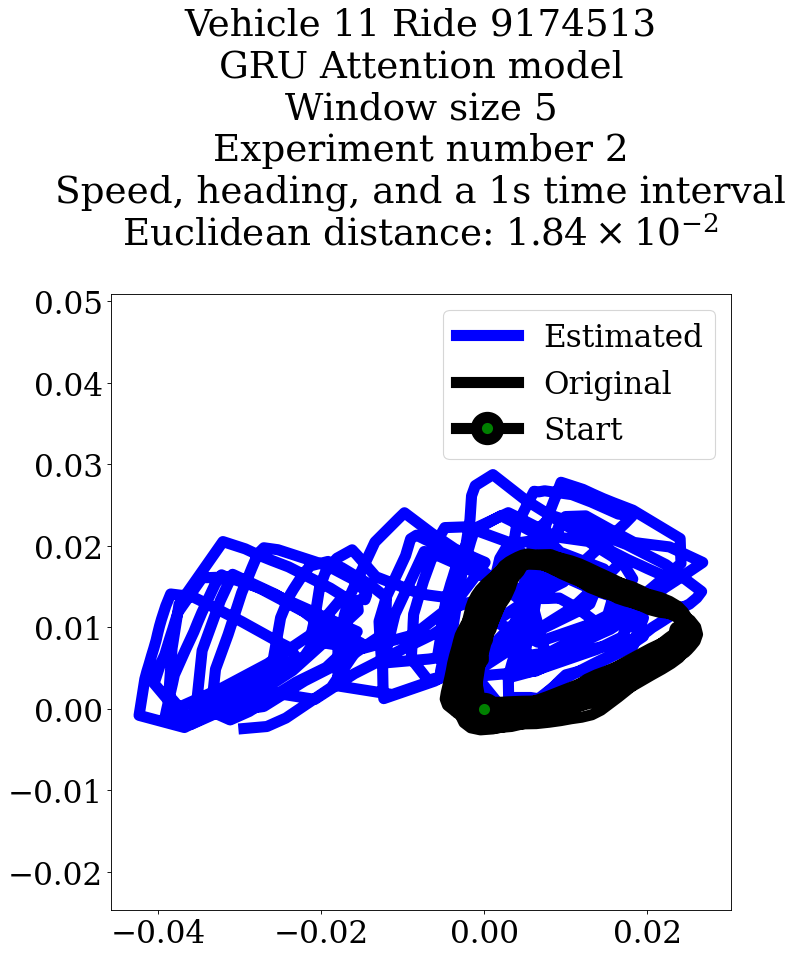 Vehicle 11 Ride 9174513
GRU Attention model
Window size 5
Experiment number 2
Speed, heading, and a 1s time interval
Euclidean distance: 1.84 × 10⁻²
0.05
0.04
0.03
0.02
0.01
0.00
−0.01
−0.02
Estimated
Original
Start
−0.04
−0.02
0.00
0.02